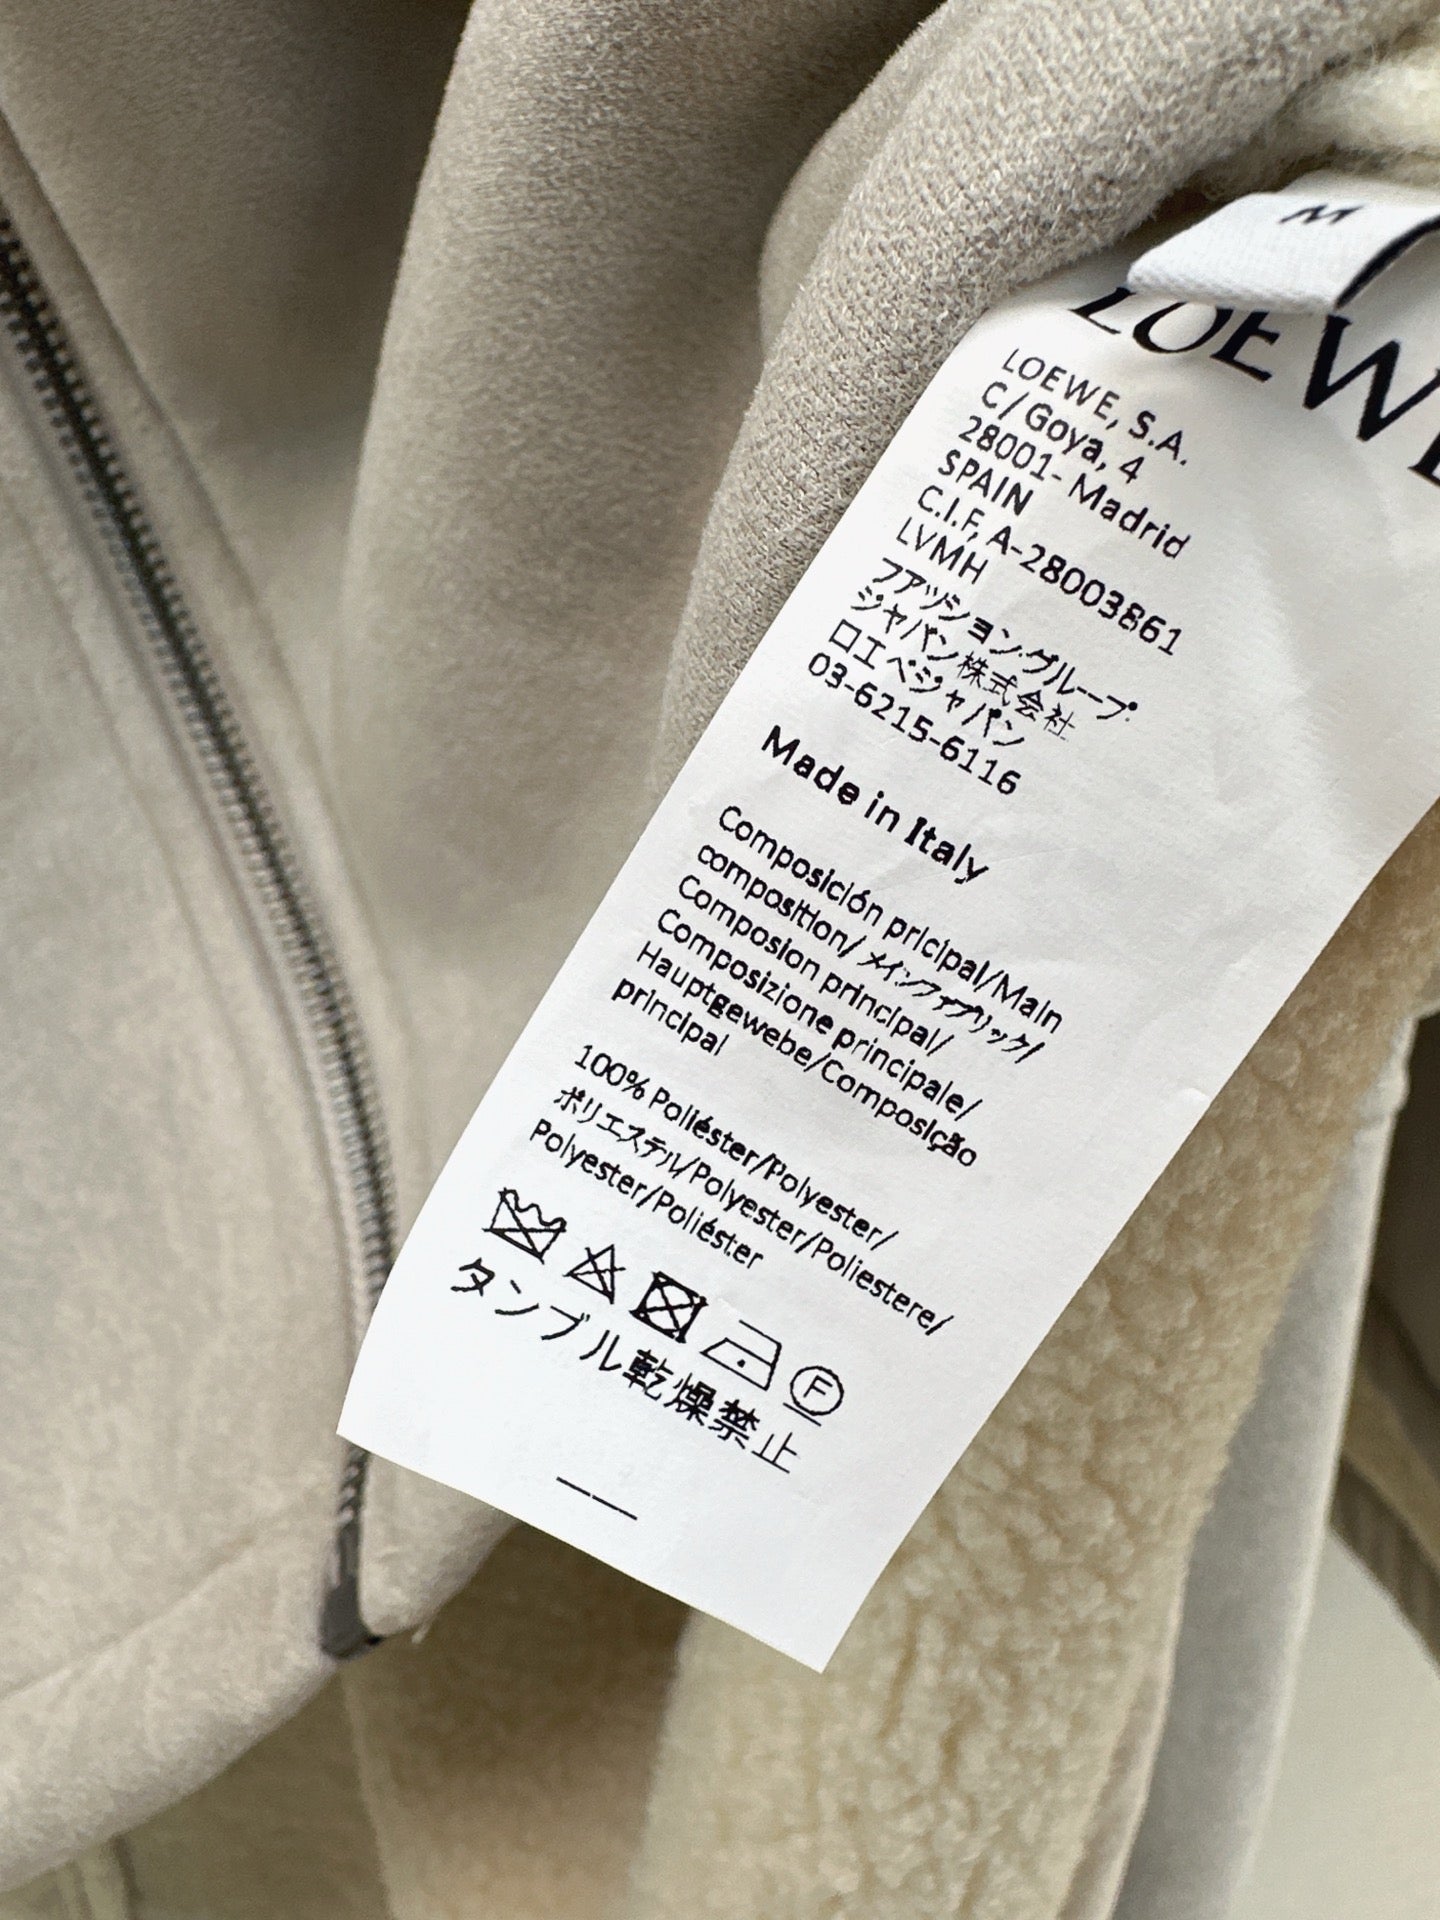 M
LOEWE
LOEWE, S.A.
C/ Goya, 4
28001- Madrid
SPAIN
C.I.F, A-28003861
LVMH
ファッション・グループ
ジャパン株式会社
ロエベジャパン
03-6215-6116
Made in Italy
Composición pricipal/Main
composition/メインファブリック/
Composion principal/
Composizione principale/
Hauptgewebe/Composição
principal
100% Poliéster/Polyester/
ポリエステル/Polyester/Poliestere/
Polyester/Poliéster
F
タンブル乾燥禁止